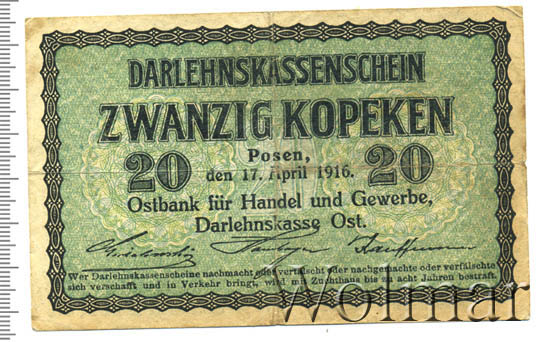 DARLEHNSKASSENSCHEIN
ZWANZIG KOPEKEN
20 Posen, 20
den 17. April 1916.
Ostbank für Handel und Gewerbe,
Darlehnskasse Ost.
Kauffmann
Wer Darlehnskassenscheine nachmacht oder verfälscht oder nachgemachte oder verfälschte
sich verschafft und in Verkehr bringt, wird mit Zuchthaus bis zu acht Jahren bestraft.
Wolmar